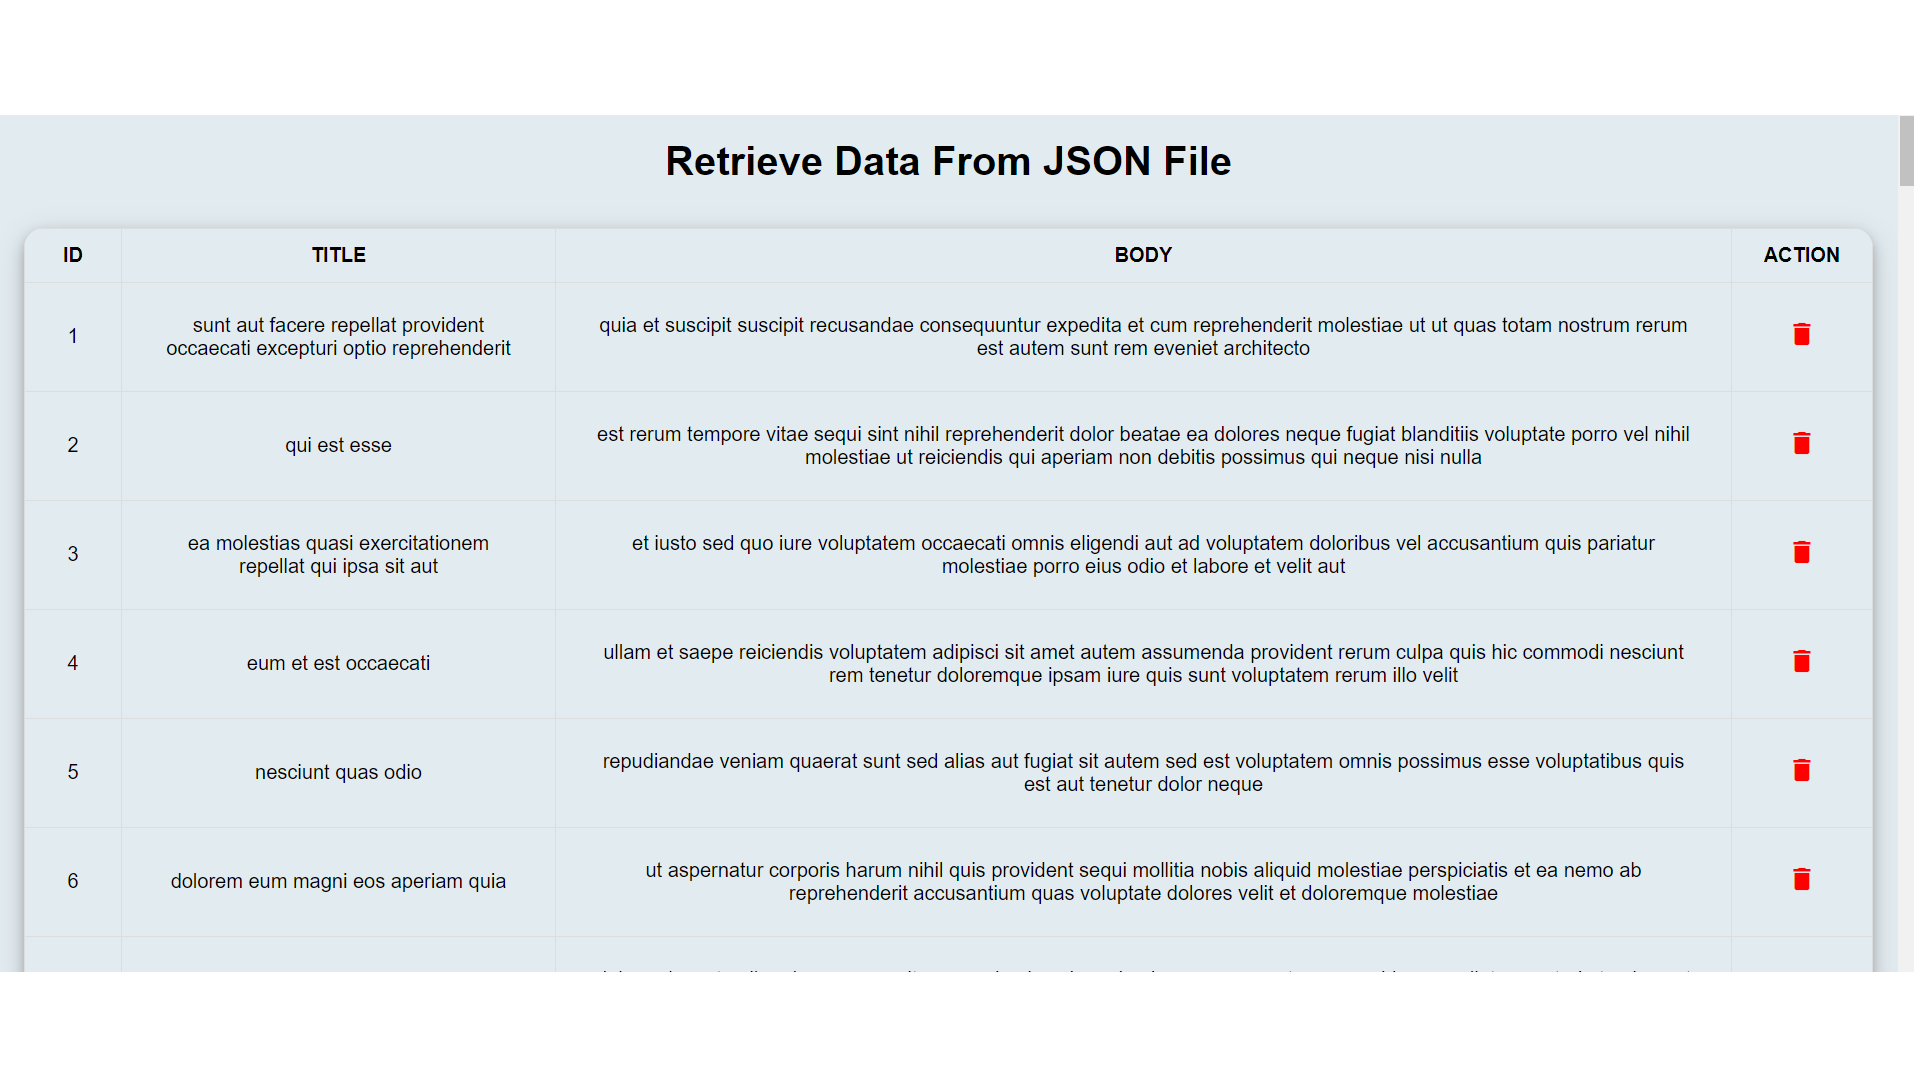 Retrieve Data From JSON File
ID TITLE BODY ACTION
1
sunt aut facere repellat provident
occaecati excepturi optio reprehenderit
quia et suscipit suscipit recusandae consequuntur expedita et cum reprehenderit molestiae ut ut quas totam nostrum rerum
est autem sunt rem eveniet architecto
2
qui est esse
est rerum tempore vitae sequi sint nihil reprehenderit dolor beatae ea dolores neque fugiat blanditiis voluptate porro vel nihil
molestiae ut reiciendis qui aperiam non debitis possimus qui neque nisi nulla
3
ea molestias quasi exercitationem
repellat qui ipsa sit aut
et iusto sed quo iure voluptatem occaecati omnis eligendi aut ad voluptatem doloribus vel accusantium quis pariatur
molestiae porro eius odio et labore et velit aut
4
eum et est occaecati
ullam et saepe reiciendis voluptatem adipisci sit amet autem assumenda provident rerum culpa quis hic commodi nesciunt
rem tenetur doloremque ipsam iure quis sunt voluptatem rerum illo velit
5
nesciunt quas odio
repudiandae veniam quaerat sunt sed alias aut fugiat sit autem sed est voluptatem omnis possimus esse voluptatibus quis
est aut tenetur dolor neque
6
dolorem eum magni eos aperiam quia
ut aspernatur corporis harum nihil quis provident sequi mollitia nobis aliquid molestiae perspiciatis et ea nemo ab
reprehenderit accusantium quas voluptate dolores velit et doloremque molestiae